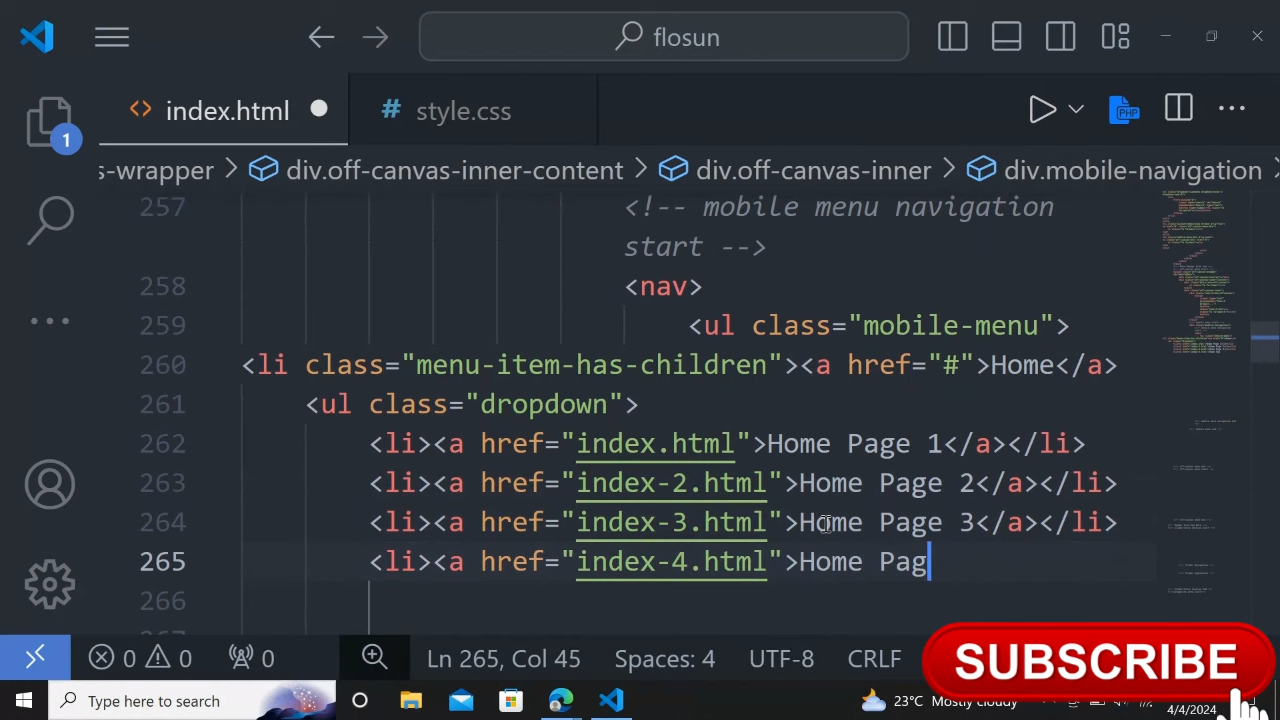 flosun
index.html
style.css
s-wrapper > div.off-canvas-inner-content > div.off-canvas-inner > div.mobile-navigation
257 <!-- mobile menu navigation
start -->
258 <nav>
259 <ul class="mobile-menu">
260 <li class="menu-item-has-children"><a href="#">Home</a>
261 <ul class="dropdown">
262 <li><a href="index.html">Home Page 1</a></li>
263 <li><a href="index-2.html">Home Page 2</a></li>
264 <li><a href="index-3.html">Home Page 3</a></li>
265 <li><a href="index-4.html">Home Pag
266
1
0 0 0 Ln 265, Col 45 Spaces: 4 UTF-8 CRLF
SUBSCRIBE
Type here to search
23°C Mostly cloudy
4/4/2024